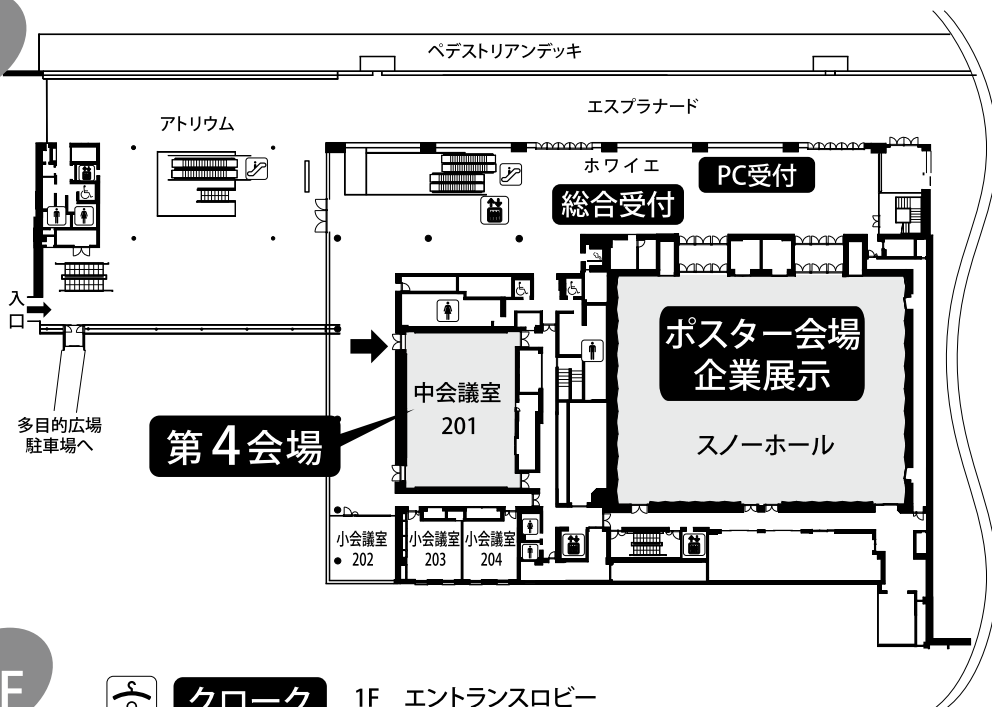 ペデストリアンデッキ
エスプラナード
アトリウム
ホワイエ
PC受付
総合受付
入口
ポスター会場
企業展示
中会議室
201
多目的広場
駐車場へ
第4会場
スノーホール
小会議室
202
小会議室
203
小会議室
204
F
クローク
1F エントランスロビー